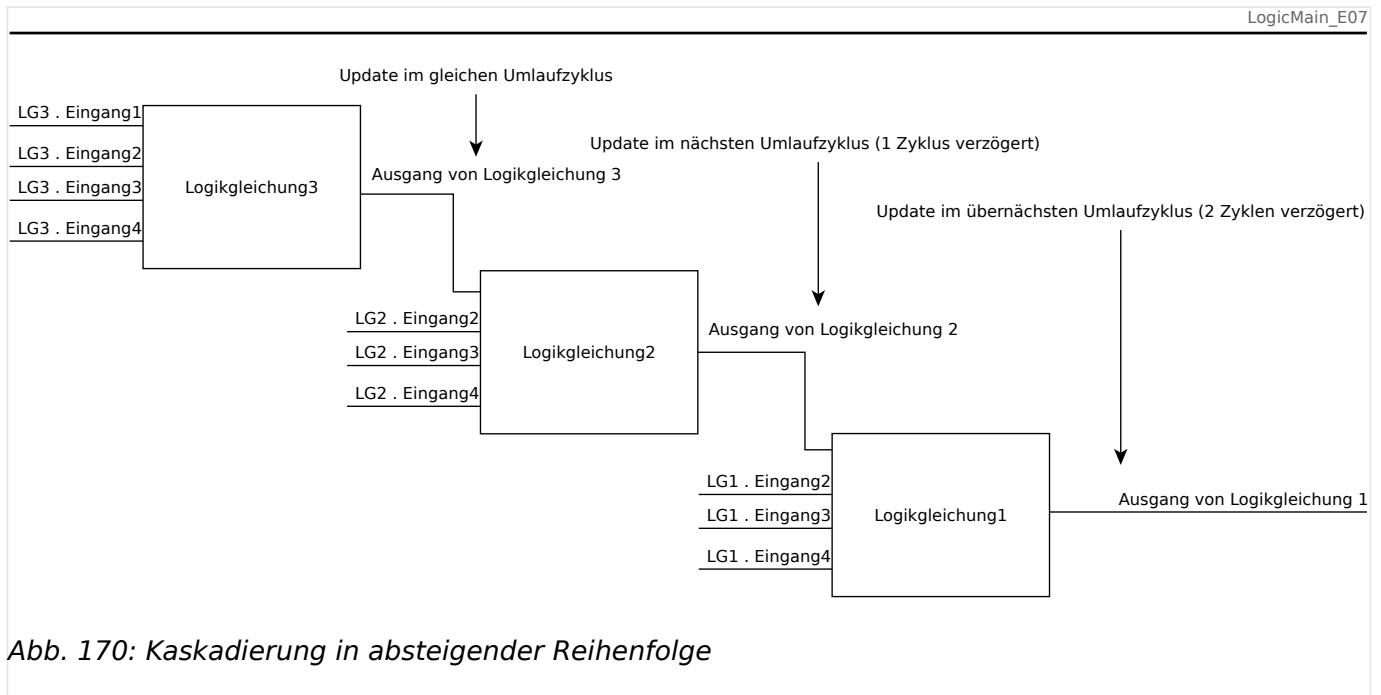 LogicMain_E07
Update im gleichen Umlaufzyklus
LG3 . Eingang1
LG3 . Eingang2
LG3 . Eingang3
LG3 . Eingang4
Logikgleichung3
Ausgang von Logikgleichung 3
Update im nächsten Umlaufzyklus (1 Zyklus verzögert)
LG2 . Eingang2
LG2 . Eingang3
LG2 . Eingang4
Logikgleichung2
Ausgang von Logikgleichung 2
Update im übernächsten Umlaufzyklus (2 Zyklen verzögert)
LG1 . Eingang2
LG1 . Eingang3
LG1 . Eingang4
Logikgleichung1
Ausgang von Logikgleichung 1
Abb. 170: Kaskadierung in absteigender Reihenfolge